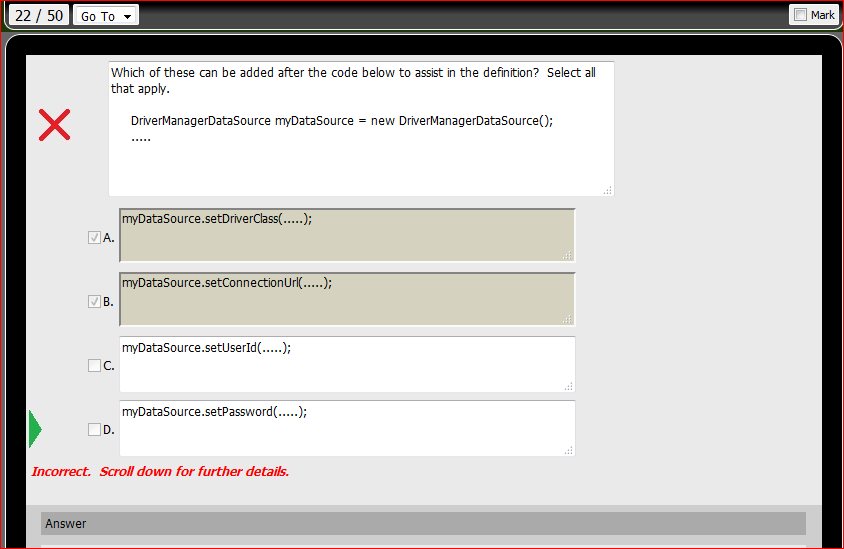 22 / 50 Go To Mark
Which of these can be added after the code below to assist in the definition?  Select all
that apply.
DriverManagerDataSource myDataSource = new DriverManagerDataSource();
.....
A. myDataSource.setDriverClass(.....);
B. myDataSource.setConnectionUrl(.....);
C. myDataSource.setUserId(.....);
D. myDataSource.setPassword(.....);
Incorrect.  Scroll down for further details.
Answer